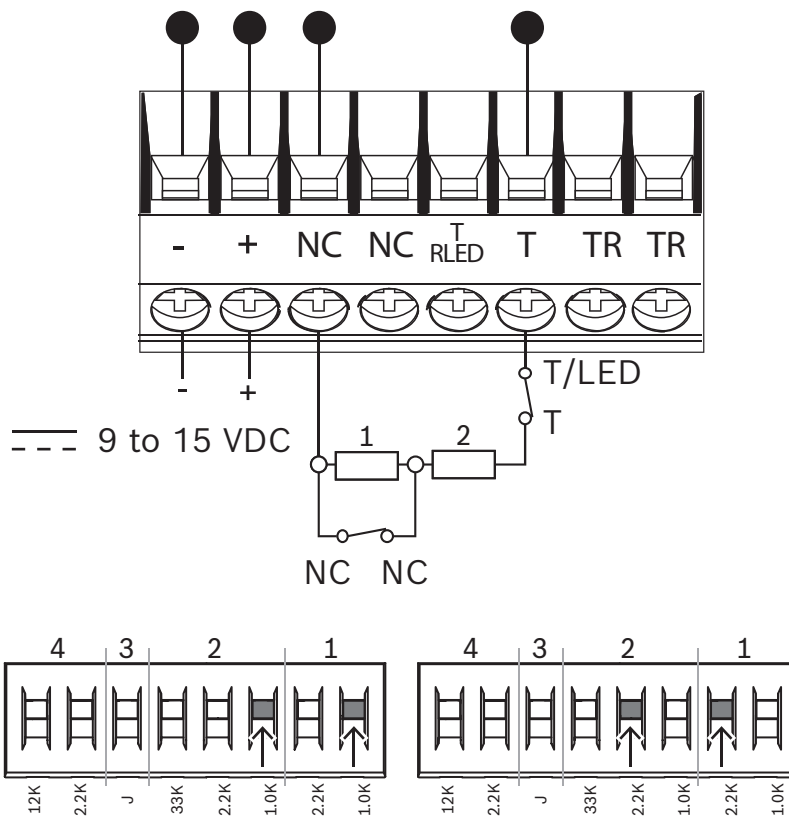 - + NC NC T RLED T TR TR
- +
T/LED
T
9 to 15 VDC
1 2
NC NC
4 3 2 1
12K 2.2K J 33K 2.2K 1.0K 2.2K 1.0K
4 3 2 1
12K 2.2K J 33K 2.2K 1.0K 2.2K 1.0K